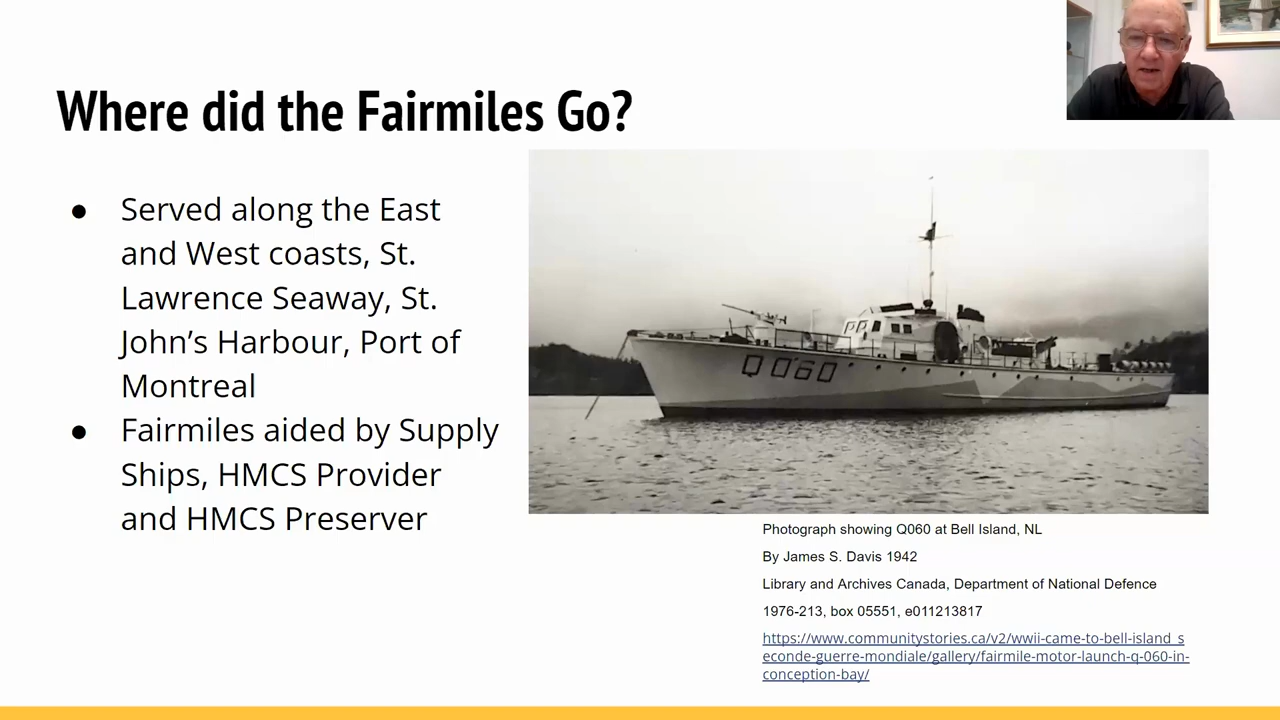 Where did the Fairmiles Go?
● Served along the East
and West coasts, St.
Lawrence Seaway, St.
John’s Harbour, Port of
Montreal
● Fairmiles aided by Supply
Ships, HMCS Provider
and HMCS Preserver
Q060
Photograph showing Q060 at Bell Island, NL
By James S. Davis 1942
Library and Archives Canada, Department of National Defence
1976-213, box 05551, e011213817
https://www.communitystories.ca/v2/wwii-came-to-bell-island_s
econde-guerre-mondiale/gallery/fairmile-motor-launch-q-060-in-
conception-bay/